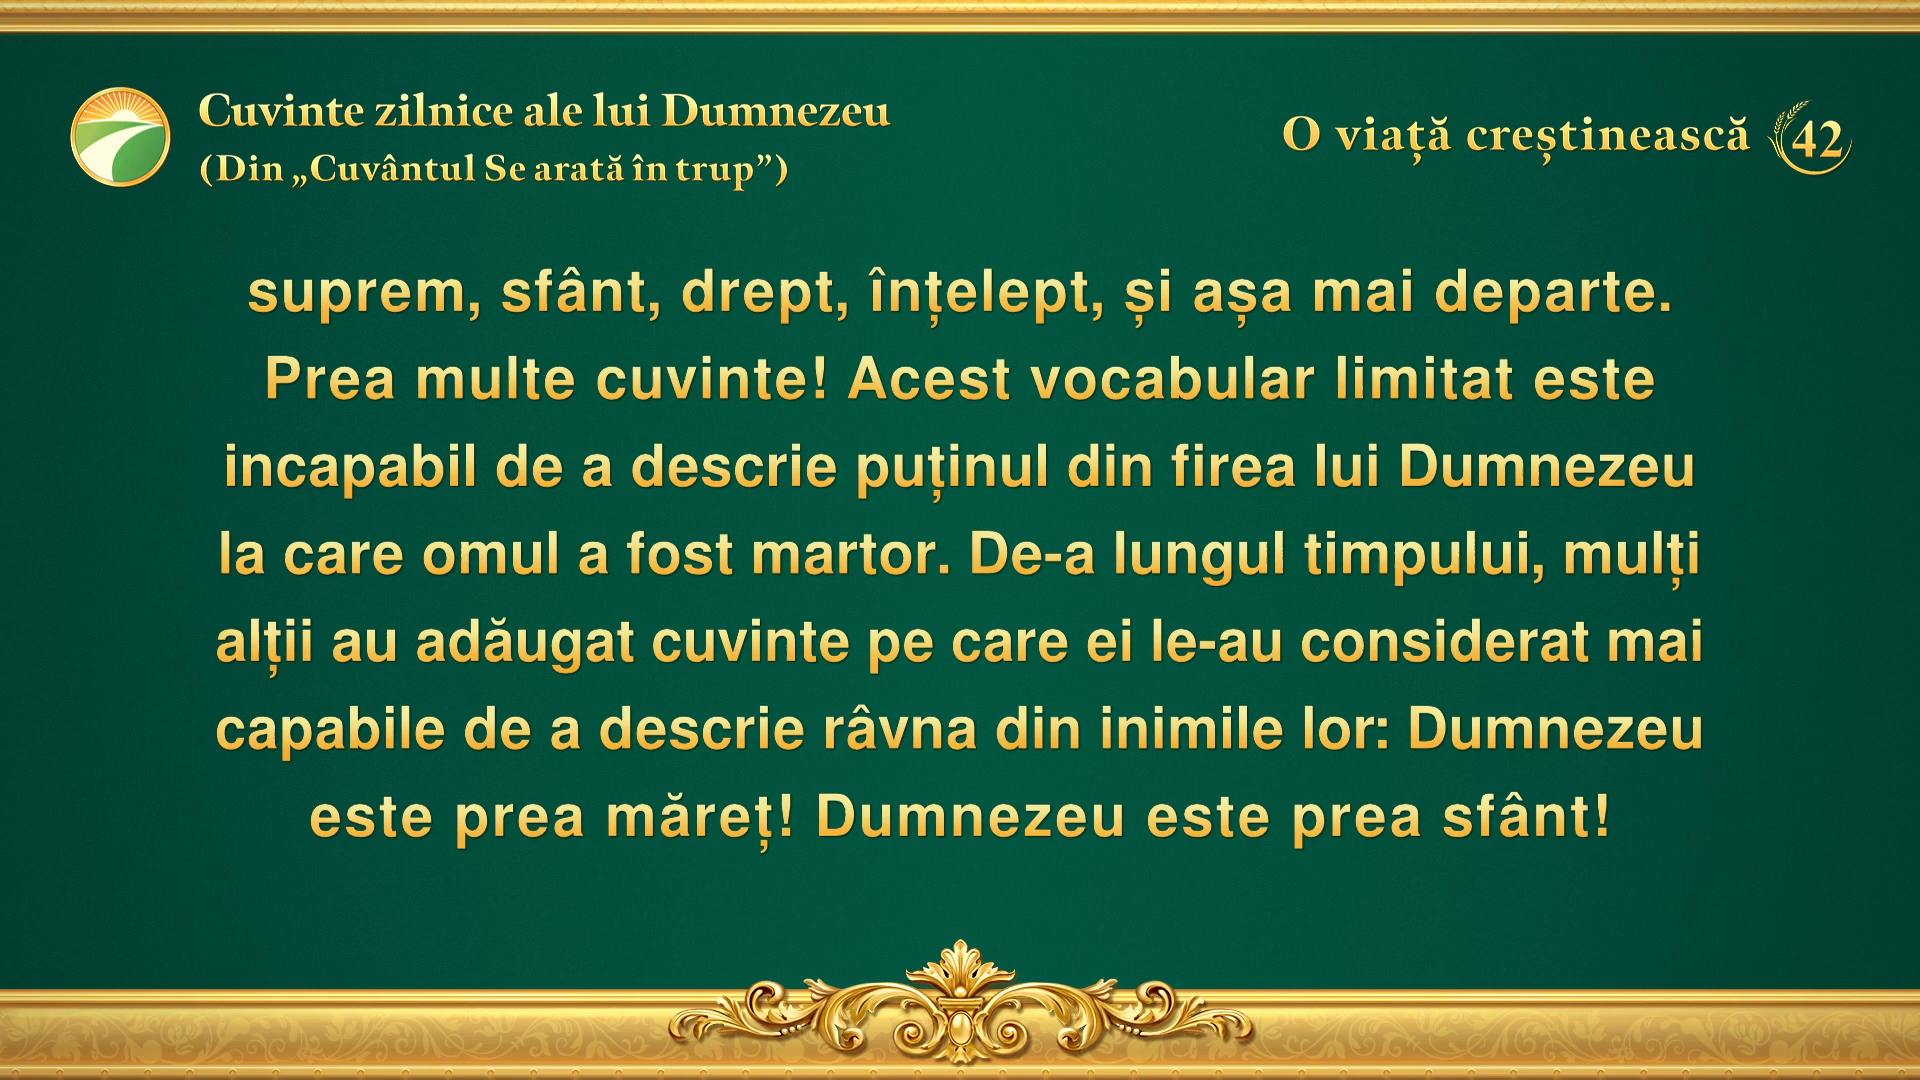 Cuvinte zilnice ale lui Dumnezeu
(Din „Cuvântul Se arată în trup”)
O viață creștinească 42
suprem, sfânt, drept, înțelept, și așa mai departe.
Prea multe cuvinte! Acest vocabular limitat este
incapabil de a descrie puținul din firea lui Dumnezeu
la care omul a fost martor. De-a lungul timpului, mulți
alții au adăugat cuvinte pe care ei le-au considerat mai
capabile de a descrie râvna din inimile lor: Dumnezeu
este prea măreț! Dumnezeu este prea sfânt!